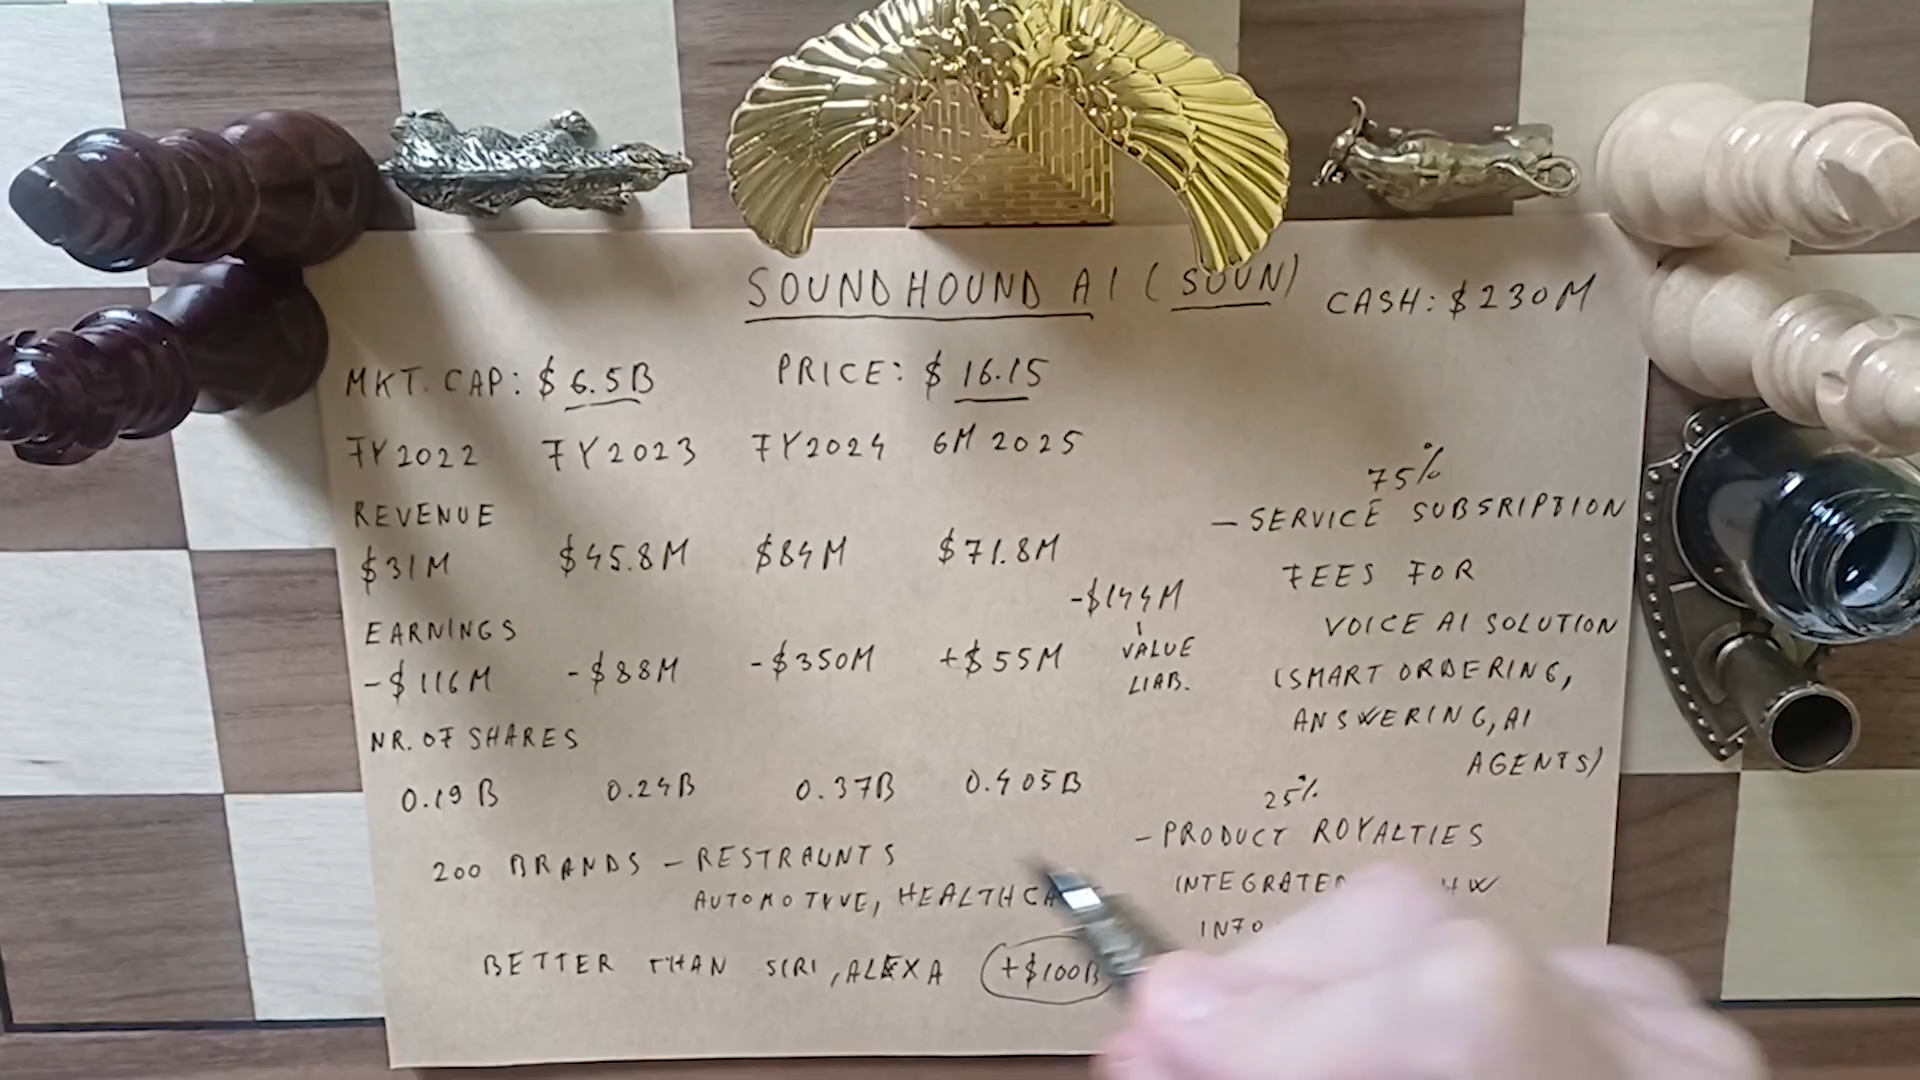 SOUNDHOUND AI (SOUN)
CASH: $230M
MKT. CAP: $6.5B
PRICE: $16.15
FY2022 FY2023 FY2024 6M 2025
REVENUE
$31M $45.8M $84M $71.8M
EARNINGS
-$116M -$88M -$350M +$55M
-$144M
VALUE
LIAB.
NR. OF SHARES
0.19B 0.24B 0.37B 0.405B
200 BRANDS - RESTRAUNTS
AUTOMOTIVE,
BETTER THAN SIRI, ALEXA +$100B
75%
- SERVICE SUBSRIPTION
FEES FOR
VOICE AI SOLUTION
(SMART ORDERING,
ANSWERING, AI
AGENTS)
25%
- PRODUCT ROYALTIES